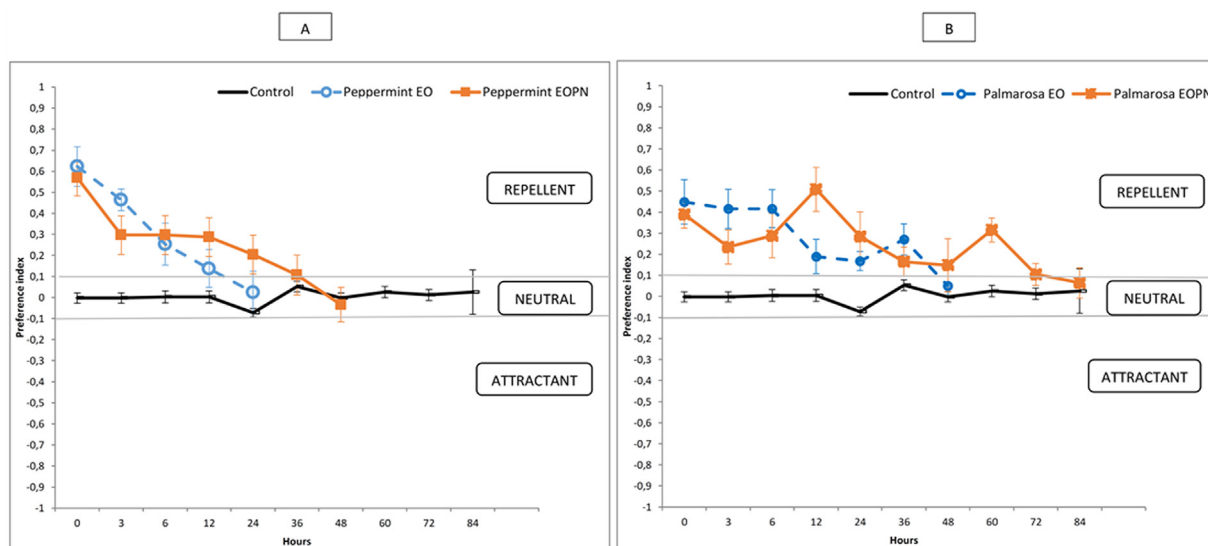 A
Control Peppermint EO Peppermint EOPN
Preference index
1
0,9
0,8
0,7
0,6
0,5
0,4
0,3
0,2
0,1
0
-0,1
-0,2
-0,3
-0,4
-0,5
-0,6
-0,7
-0,8
-0,9
-1
REPELLENT
NEUTRAL
ATTRACTANT
0 3 6 12 24 36 48 60 72 84
Hours
B
Control Palmarosa EO Palmarosa EOPN
Preference index
1
0,9
0,8
0,7
0,6
0,5
0,4
0,3
0,2
0,1
0
-0,1
-0,2
-0,3
-0,4
-0,5
-0,6
-0,7
-0,8
-0,9
-1
REPELLENT
NEUTRAL
ATTRACTANT
0 3 6 12 24 36 48 60 72 84
Hours